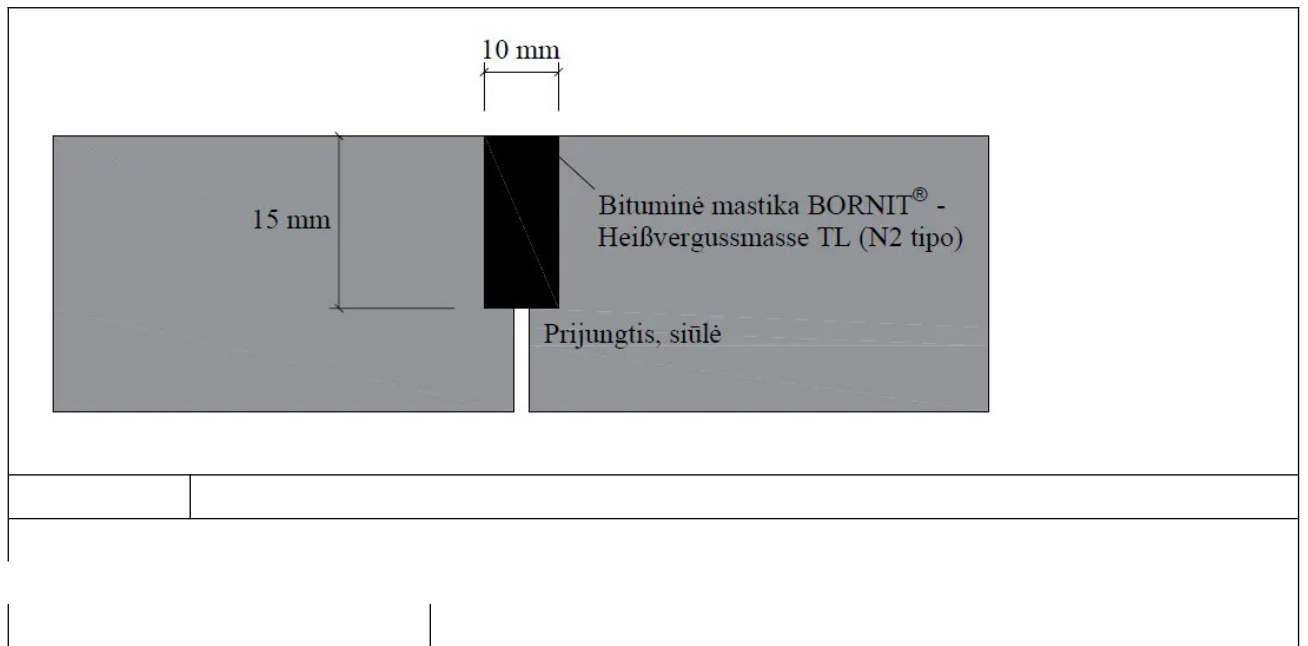 10 mm
15 mm
Bituminė mastika BORNIT® -
Heißvergussmasse TL (N2 tipo)
Prijungtis, siūlė